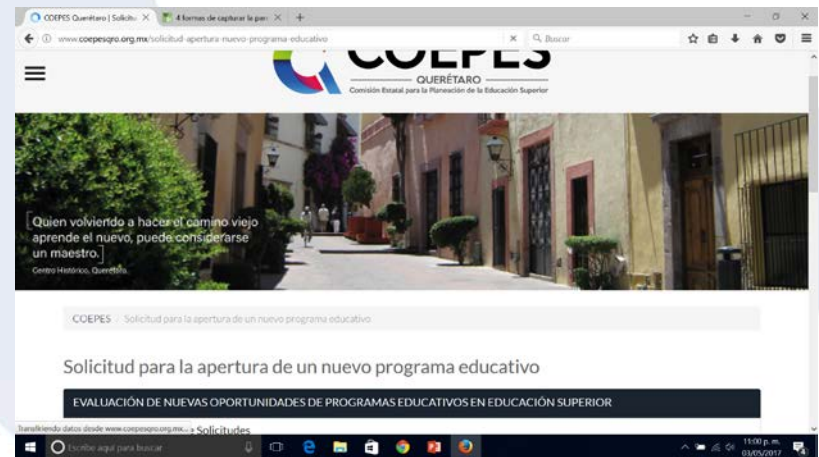 COEPES Querétaro | Solicitu
4 formas de capturar la pan
www.coepesqro.org.mx/solicitud-apertura-nuevo-programa-educativo
Buscar
COEPES
QUERÉTARO
Comisión Estatal para la Planeación de la Educación Superior
[Quien volviendo a hacer el camino viejo
aprende el nuevo, puede considerarse
un maestro.]
Centro Histórico, Querétaro.
COEPES / Solicitud para la apertura de un nuevo programa educativo
Solicitud para la apertura de un nuevo programa educativo
EVALUACIÓN DE NUEVAS OPORTUNIDADES DE PROGRAMAS EDUCATIVOS EN EDUCACIÓN SUPERIOR
Transfiriendo datos desde www.coepesqro.org.mx...
Solicitudes
Escribe aquí para buscar
11:00 p. m.
03/05/2017